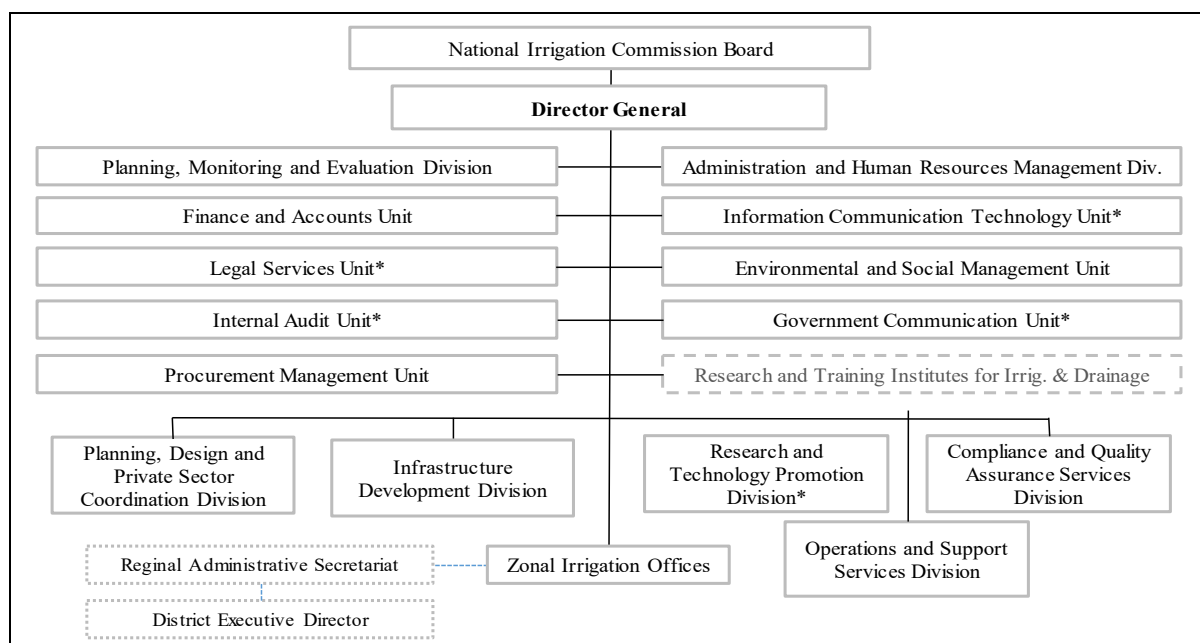 National Irrigation Commission Board
Director General
Planning, Monitoring and Evaluation Division
Administration and Human Resources Management Div.
Finance and Accounts Unit
Information Communication Technology Unit*
Legal Services Unit*
Environmental and Social Management Unit
Internal Audit Unit*
Government Communication Unit*
Procurement Management Unit
Research and Training Institutes for Irrig. & Drainage
Planning, Design and
Private Sector
Coordination Division
Infrastructure
Development Division
Research and
Technology Promotion
Division*
Compliance and Quality
Assurance Services
Division
Operations and Support
Services Division
Zonal Irrigation Offices
Reginal Administrative Secretariat
District Executive Director